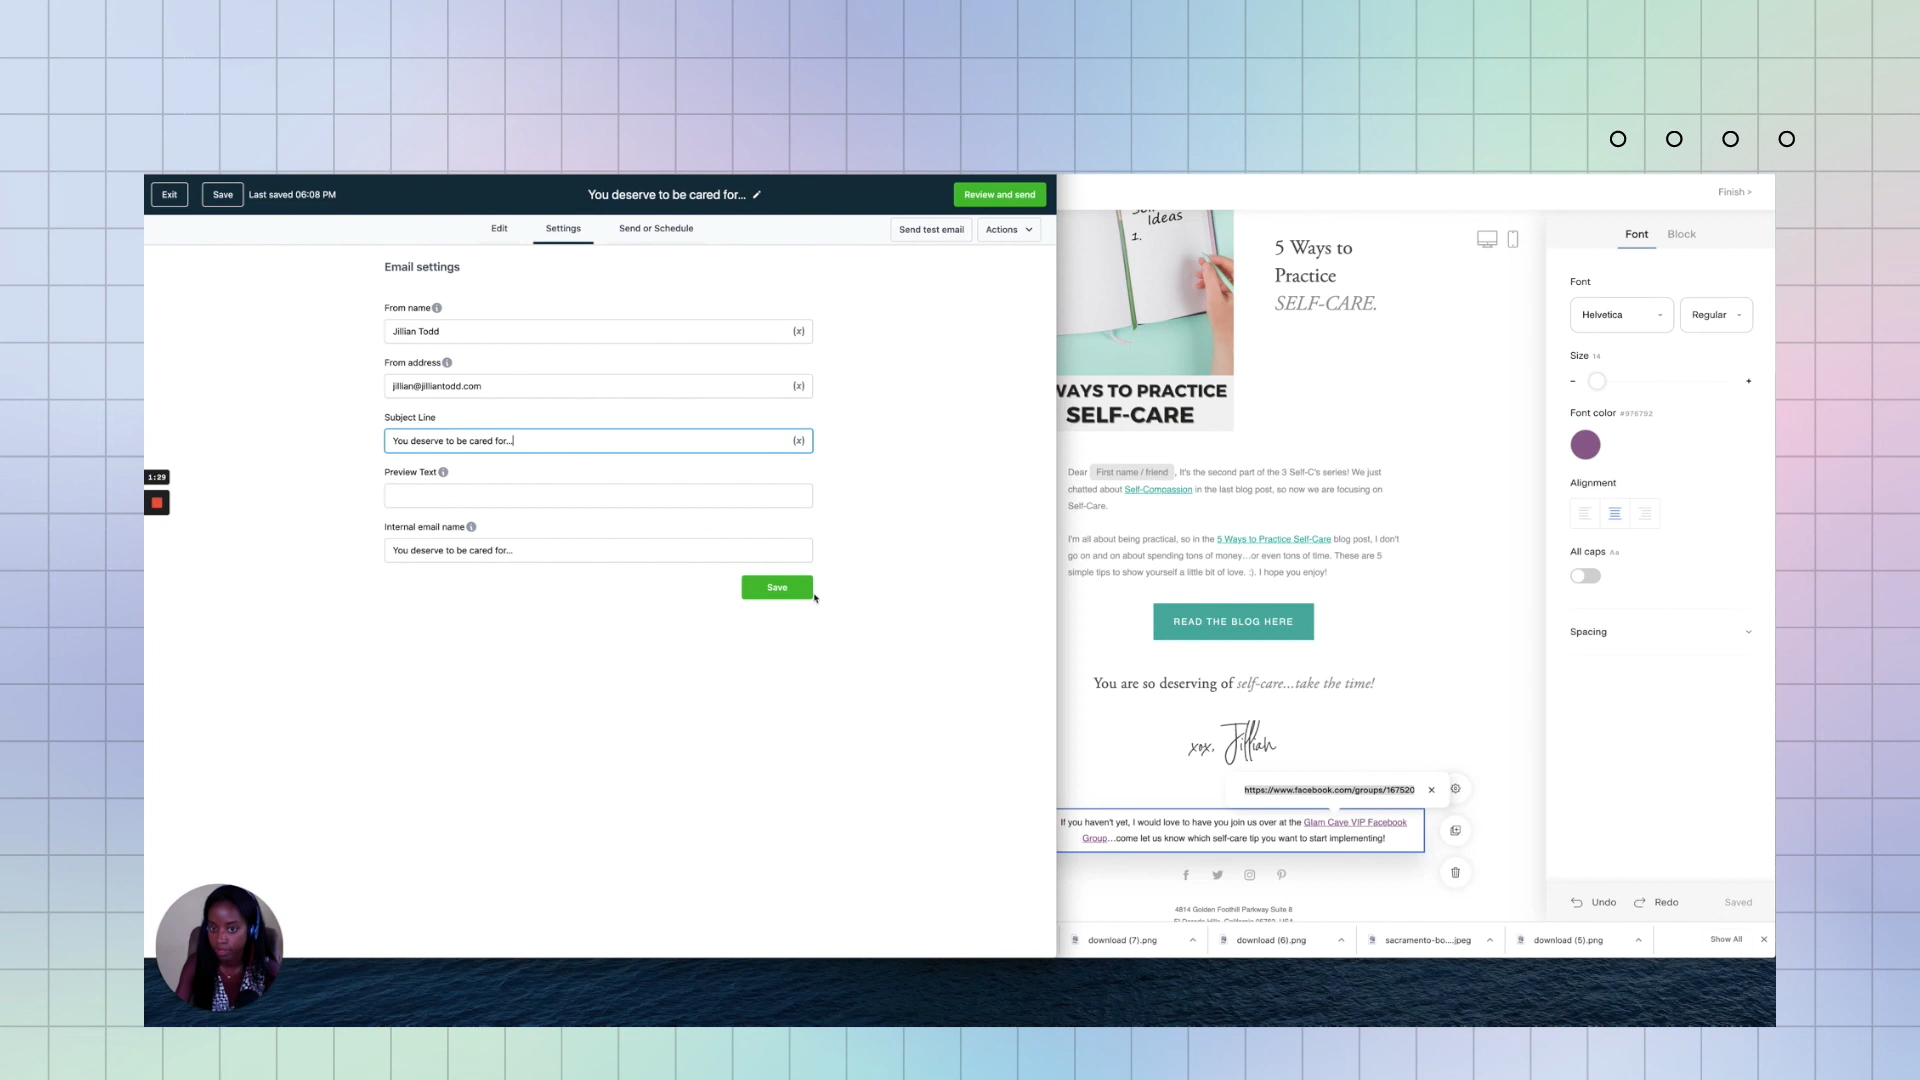 Exit
Save
Last saved 06:08 PM
You deserve to be cared for...
Review and send
Edit
Settings
Send or Schedule
Send test email
Actions
Email settings
From name
Jillian Todd
(x)
From address
jillian@jilliantodd.com
(x)
Subject Line
You deserve to be cared for...
(x)
Preview Text
Internal email name
You deserve to be cared for...
Save
1:29
Finish >
Ideas
1.
WAYS TO PRACTICE
SELF-CARE
5 Ways to
Practice
SELF-CARE.
Dear First name / friend , It's the second part of the 3 Self-C's series! We just
chatted about Self-Compassion in the last blog post, so now we are focusing on
Self-Care.
I'm all about being practical, so in the 5 Ways to Practice Self-Care blog post, I don't
go on and on about spending tons of money...or even tons of time. These are 5
simple tips to show yourself a little bit of love. :). I hope you enjoy!
READ THE BLOG HERE
You are so deserving of self-care...take the time!
xox, Jillian
https://www.facebook.com/groups/167520
If you haven't yet, I would love to have you join us over at the Glam Cave VIP Facebook
Group...come let us know which self-care tip you want to start implementing!
4814 Golden Foothill Parkway Suite 8
Font
Block
Font
Helvetica
Regular
Size 14
Font color #976792
Alignment
All caps Aa
Spacing
Undo
Redo
Saved
download (7).png
download (6).png
sacramento-bo....jpeg
download (5).png
Show All